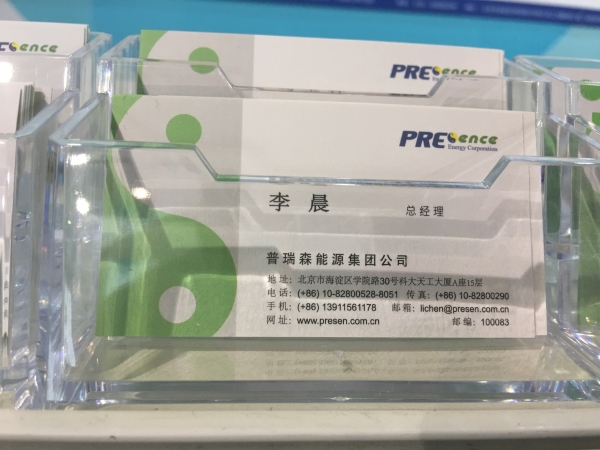 PRESence
PRESence
Energy Corporation
李 晨 总经理
普瑞森能源集团公司
地 址: 北京市海淀区学院路30号科大天工大厦A座15层
电 话: (+86) 10-82800528-8051 传 真: (+86) 10-82800290
手 机: (+86) 13911561178 邮 箱: lichen@presen.com.cn
网 址: www.presen.com.cn 邮 编: 100083